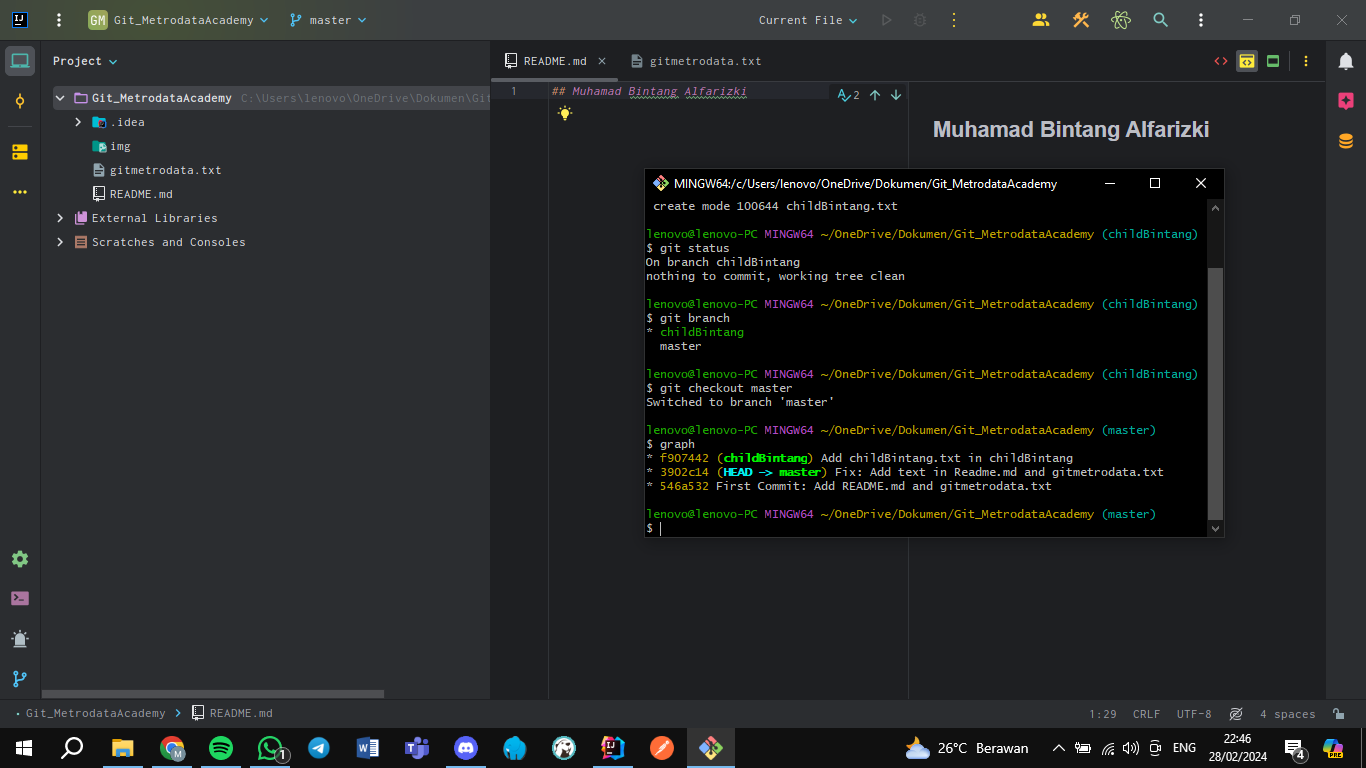 GM Git_MetrodataAcademy master Current File
Project
README.md
gitmetrodata.txt
Git_MetrodataAcademy C:\Users\lenovo\OneDrive\Dokumen\Git
.idea
img
gitmetrodata.txt
README.md
External Libraries
Scratches and Consoles
1 ## Muhamad Bintang Alfarizki
2
Muhamad Bintang Alfarizki
MINGW64:/c/Users/lenovo/OneDrive/Dokumen/Git_MetrodataAcademy
create mode 100644 childBintang.txt
lenovo@lenovo-PC MINGW64 ~/OneDrive/Dokumen/Git_MetrodataAcademy (childBintang)
$ git status
On branch childBintang
nothing to commit, working tree clean
lenovo@lenovo-PC MINGW64 ~/OneDrive/Dokumen/Git_MetrodataAcademy (childBintang)
$ git branch
* childBintang
master
lenovo@lenovo-PC MINGW64 ~/OneDrive/Dokumen/Git_MetrodataAcademy (childBintang)
$ git checkout master
Switched to branch 'master'
lenovo@lenovo-PC MINGW64 ~/OneDrive/Dokumen/Git_MetrodataAcademy (master)
$ graph
* f907442 (childBintang) Add childBintang.txt in childBintang
* 3902c14 (HEAD -> master) Fix: Add text in Readme.md and gitmetrodata.txt
* 546a532 First Commit: Add README.md and gitmetrodata.txt
lenovo@lenovo-PC MINGW64 ~/OneDrive/Dokumen/Git_MetrodataAcademy (master)
$
Git_MetrodataAcademy > README.md
1:29 CRLF UTF-8 4 spaces
1
26°C Berawan
ENG
22:46
28/02/2024
4
PRE